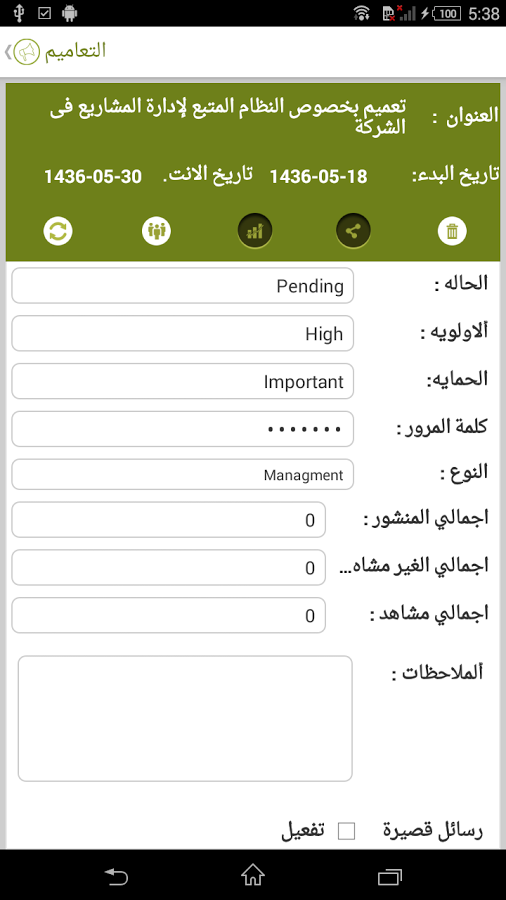 100 5:38
التعاميم
العنوان : تعميم بخصوص النظام المتبع لإدارة المشاريع فى
الشركة
تاريخ البدء: 1436-05-18 تاريخ الانت. 1436-05-30
الحاله : Pending
ألاولويه : High
الحمايه: Important
كلمة المرور : •••••••
النوع : Managment
اجمالي المنشور : 0
اجمالي الغير مشاه... 0
اجمالي مشاهد : 0
ألملاحظات :
رسائل قصيرة تفعيل